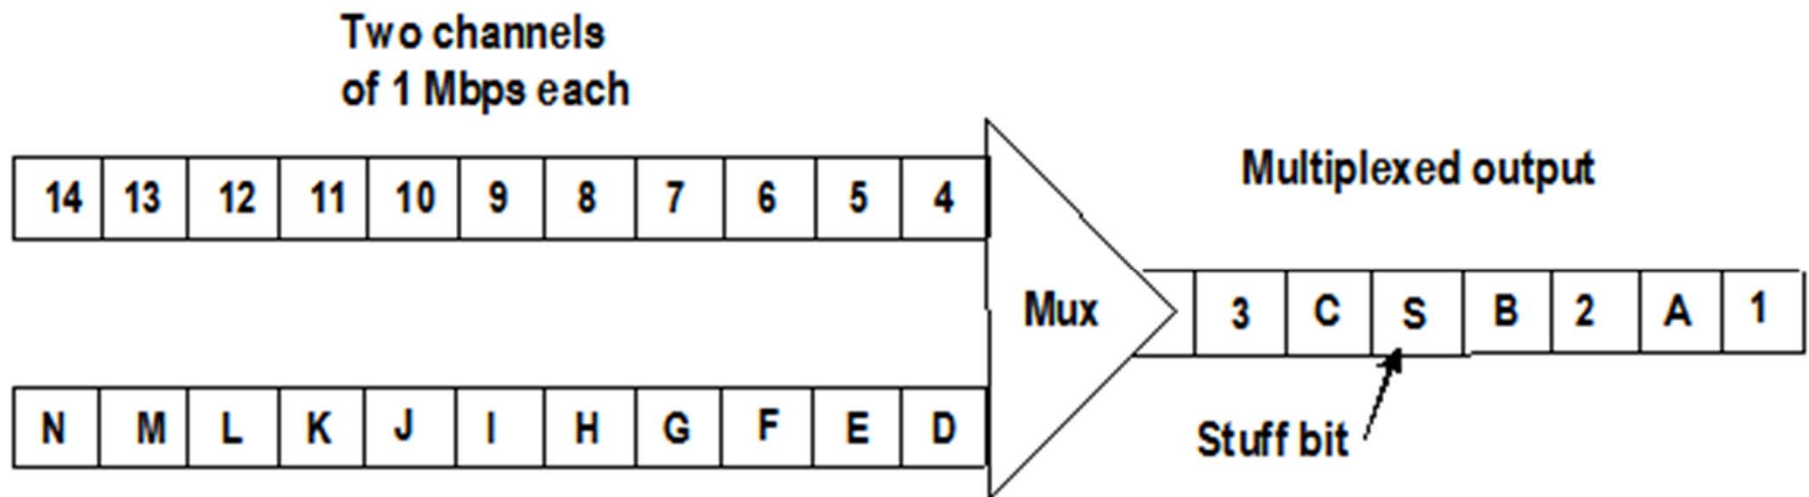 Two channels
of 1 Mbps each
Multiplexed output
14 13 12 11 10 9 8 7 6 5 4
Mux
3 C S B 2 A 1
N M L K J I H G F E D
Stuff bit